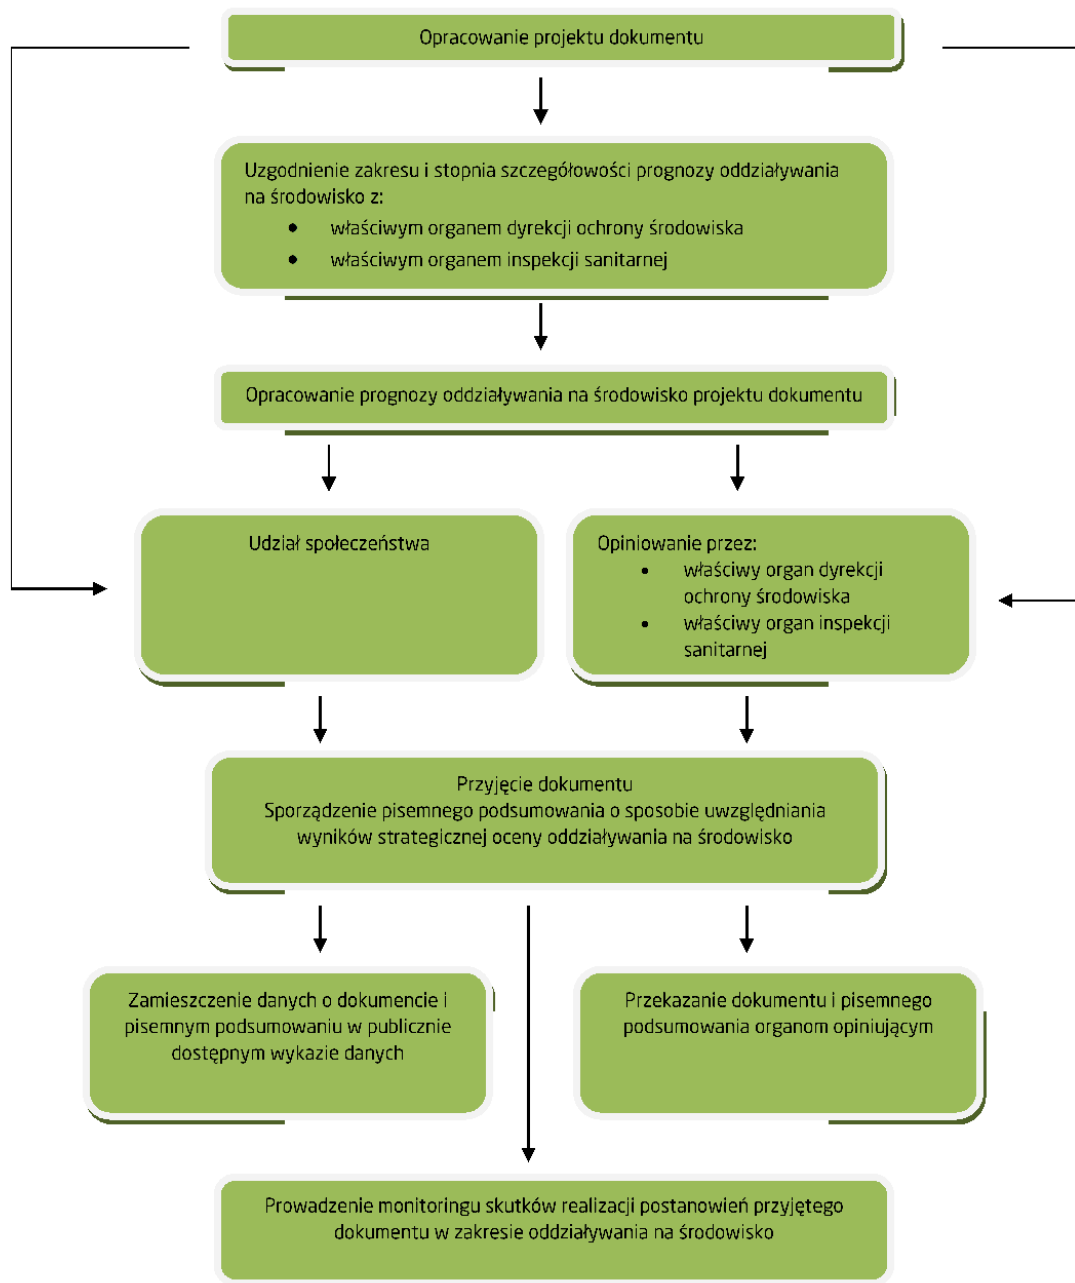 Opracowanie projektu dokumentu
Uzgodnienie zakresu i stopnia szczegółowości prognozy oddziaływania
na środowisko z:
• właściwym organem dyrekcji ochrony środowiska
• właściwym organem inspekcji sanitarnej
Opracowanie prognozy oddziaływania na środowisko projektu dokumentu
Udział społeczeństwa
Opiniowanie przez:
• właściwy organ dyrekcji
ochrony środowiska
• właściwy organ inspekcji
sanitarnej
Przyjęcie dokumentu
Sporządzenie pisemnego podsumowania o sposobie uwzględniania
wyników strategicznej oceny oddziaływania na środowisko
Zamieszczenie danych o dokumencie i
pisemnym podsumowaniu w publicznie
dostępnym wykazie danych
Przekazanie dokumentu i pisemnego
podsumowania organom opiniującym
Prowadzenie monitoringu skutków realizacji postanowień przyjętego
dokumentu w zakresie oddziaływania na środowisko